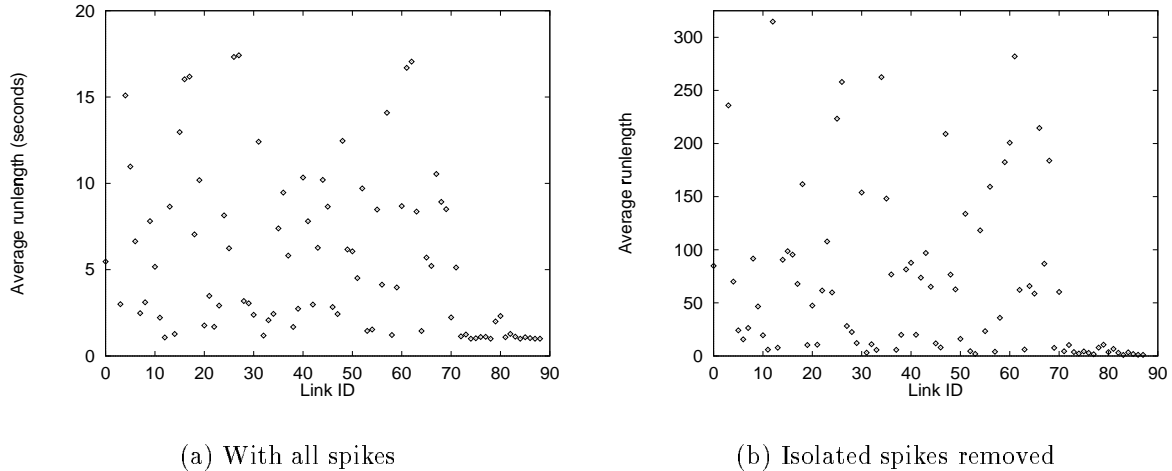 20
15
10
5
0
0 10 20 30 40 50 60 70 80 90
Average runlength (seconds)
Link ID
(a) With all spikes
300
250
200
150
100
50
0
0 10 20 30 40 50 60 70 80 90
Average runlength
Link ID
(b) Isolated spikes removed